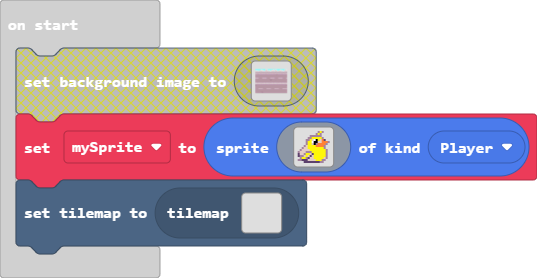 on start
set background image to
set mySprite to sprite of kind Player
set tilemap to tilemap